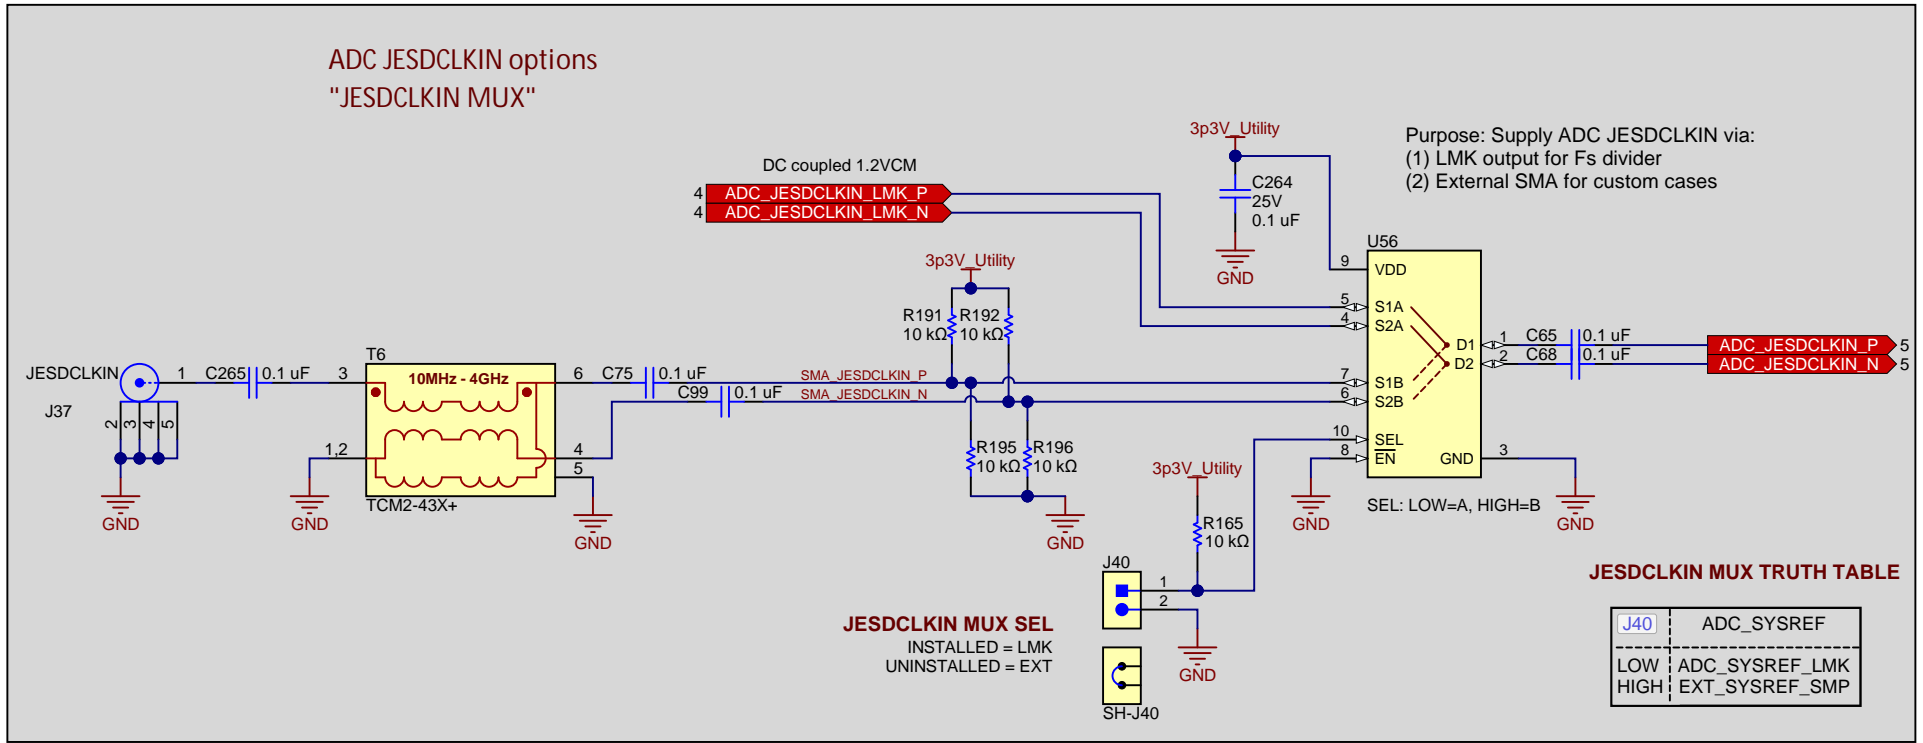 ADC JESDCLKIN options
"JESDCLKIN MUX"
3p3V_Utility
Purpose: Supply ADC JESDCLKIN via:
(1) LMK output for Fs divider
(2) External SMA for custom cases
DC coupled 1.2VCM
4 ADC_JESDCLKIN_LMK_P
4 ADC_JESDCLKIN_LMK_N
C264
25V
0.1 uF
GND
U56
9 VDD
5 S1A
4 S2A
D1 1 C65 0.1 uF ADC_JESDCLKIN_P 5
D2 2 C68 0.1 uF ADC_JESDCLKIN_N 5
7 S1B
6 S2B
10 SEL
8 EN
GND 3
SEL: LOW=A, HIGH=B
GND
GND
3p3V_Utility
R191 R192
10 kΩ 10 kΩ
JESDCLKIN
J37
1 C265 0.1 uF 3
2 3 4 5
GND
T6
10MHz - 4GHz
6 C75 0.1 uF SMA_JESDCLKIN_P
C99 0.1 uF SMA_JESDCLKIN_N
1,2
4
5
TCM2-43X+
GND
GND
R195 R196
10 kΩ 10 kΩ
GND
3p3V_Utility
R165
10 kΩ
J40
1
2
GND
SH-J40
JESDCLKIN MUX SEL
INSTALLED = LMK
UNINSTALLED = EXT
JESDCLKIN MUX TRUTH TABLE
J40 ADC_SYSREF
LOW ADC_SYSREF_LMK
HIGH EXT_SYSREF_SMP